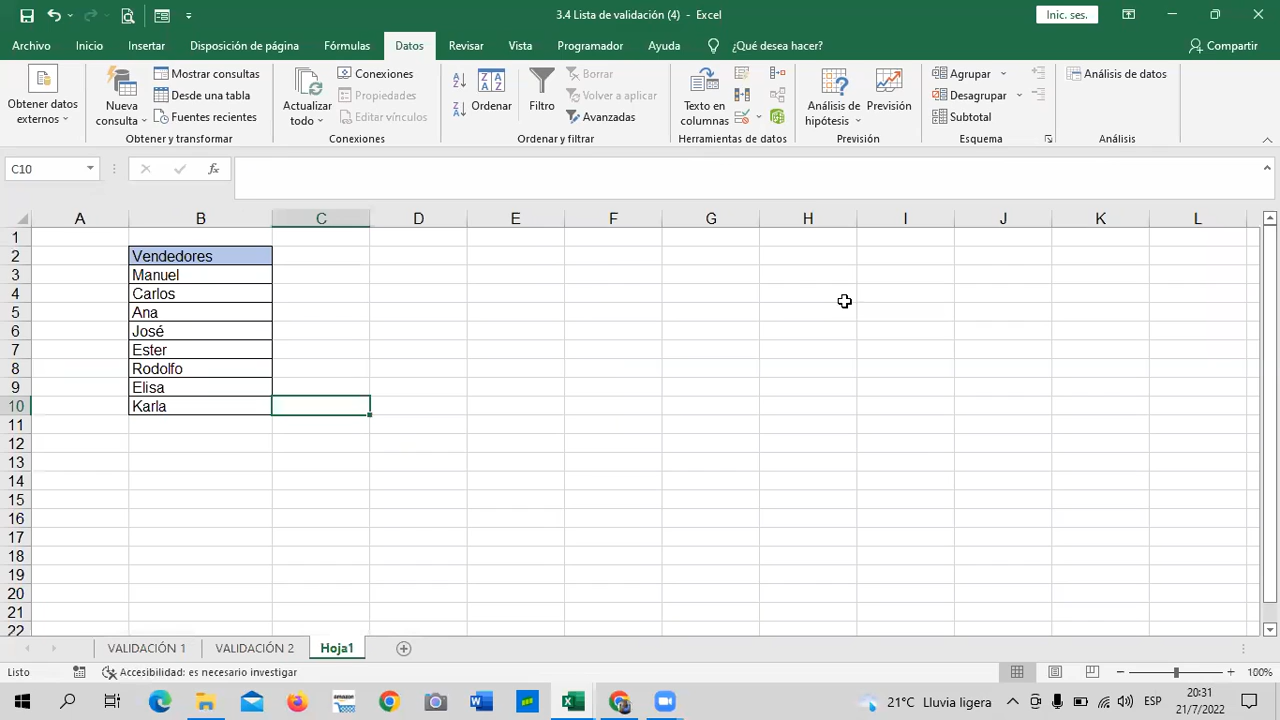 3.4 Lista de validación (4) - Excel
Inic. ses.
Archivo Inicio Insertar Disposición de página Fórmulas Datos Revisar Vista Programador Ayuda ¿Qué desea hacer? Compartir
Obtener datos externos
Nueva consulta
Mostrar consultas
Desde una tabla
Fuentes recientes
Obtener y transformar
Actualizar todo
Conexiones
Propiedades
Editar vínculos
Conexiones
Ordenar
Filtro
Borrar
Volver a aplicar
Avanzadas
Ordenar y filtrar
Texto en columnas
Herramientas de datos
Análisis de hipótesis
Previsión
Previsión
Agrupar
Desagrupar
Subtotal
Esquema
Análisis de datos
Análisis
C10 fx
A B C D E F G H I J K L
1
2 Vendedores
3 Manuel
4 Carlos
5 Ana
6 José
7 Ester
8 Rodolfo
9 Elisa
10 Karla
11
12
13
14
15
16
17
18
19
20
21
22
VALIDACIÓN 1 VALIDACIÓN 2 Hoja1
Listo Accesibilidad: es necesario investigar 100%
21°C Lluvia ligera ESP 20:31
21/7/2022